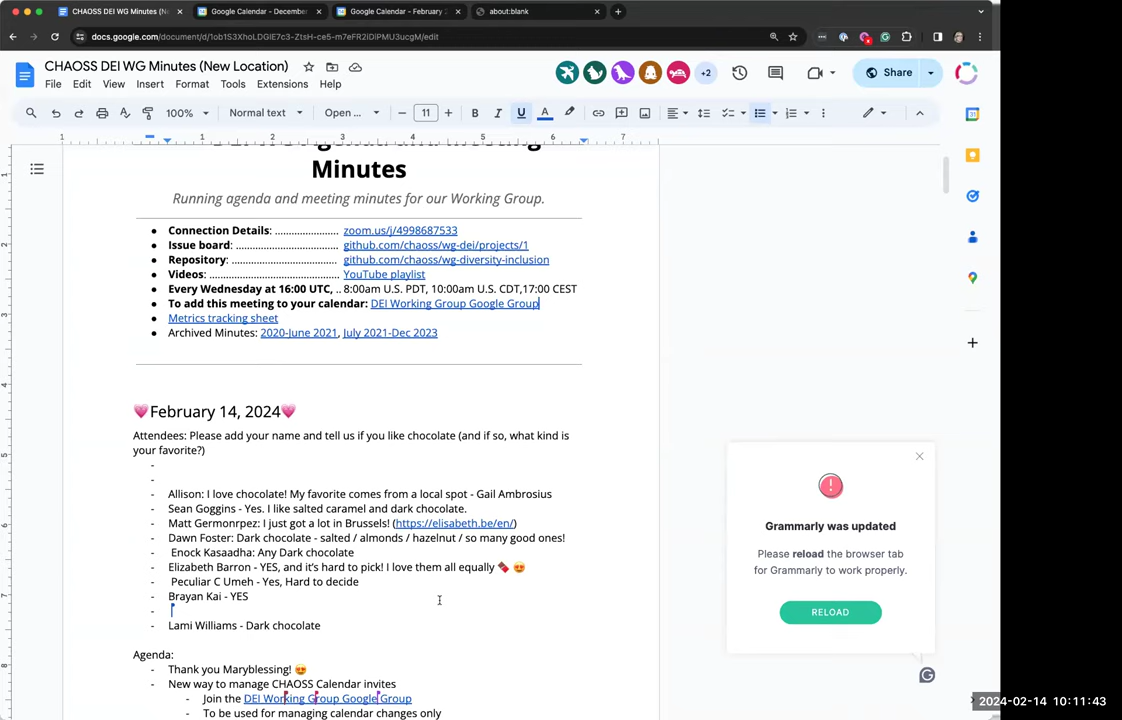 CHAOSS DEI WG Minutes (Ne
Google Calendar - Decembe
Google Calendar - February 2
about:blank
docs.google.com/document/d/1ob1S3XhoLDGIE7c3-ZtsH-ce5-m7eFR2iDIPMU3ucgM/edit
CHAOSS DEI WG Minutes (New Location)
+2
Share
File Edit View Insert Format Tools Extensions Help
100%
Normal text
Open ...
11
B I U A
1 1 2 3 4 5 6 7
Minutes
Running agenda and meeting minutes for our Working Group.
● Connection Details: ..................... zoom.us/j/4998687533
● Issue board: ................................... github.com/chaoss/wg-dei/projects/1
● Repository: .................................... github.com/chaoss/wg-diversity-inclusion
● Videos: .......................................... YouTube playlist
● Every Wednesday at 16:00 UTC, .. 8:00am U.S. PDT, 10:00am U.S. CDT,17:00 CEST
● To add this meeting to your calendar: DEI Working Group Google Group
● Metrics tracking sheet
● Archived Minutes: 2020-June 2021, July 2021-Dec 2023
💗February 14, 2024💗
Attendees: Please add your name and tell us if you like chocolate (and if so, what kind is
your favorite?)
-
-
- Allison: I love chocolate! My favorite comes from a local spot - Gail Ambrosius
- Sean Goggins - Yes. I like salted caramel and dark chocolate.
- Matt Germonrpez: I just got a lot in Brussels! (https://elisabeth.be/en/)
- Dawn Foster: Dark chocolate - salted / almonds / hazelnut / so many good ones!
- Enock Kasaadha: Any Dark chocolate
- Elizabeth Barron - YES, and it's hard to pick! I love them all equally 🍫 😍
- Peculiar C Umeh - Yes, Hard to decide
- Brayan Kai - YES
-
- Lami Williams - Dark chocolate
Agenda:
- Thank you Maryblessing! 😍
- New way to manage CHAOSS Calendar invites
- Join the DEI Working Group Google Group
- To be used for managing calendar changes only
Grammarly was updated
Please reload the browser tab
for Grammarly to work properly.
RELOAD
2024-02-14 10:11:43